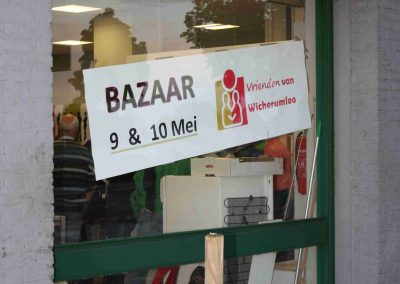 BAZAAR
9 & 10 Mei
Vrienden van
Wicherumloo